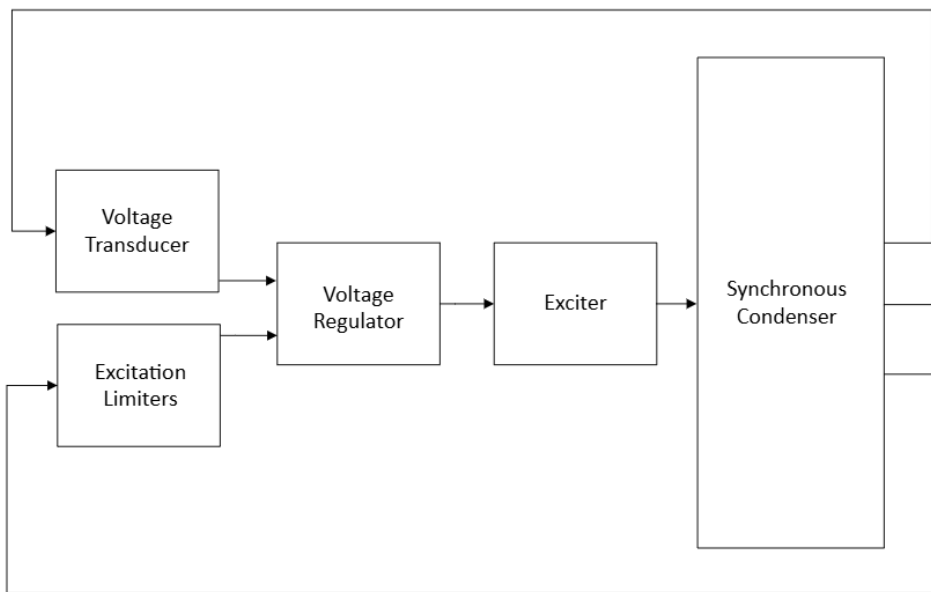 Voltage
Transducer
Excitation
Limiters
Voltage
Regulator
Exciter
Synchronous
Condenser